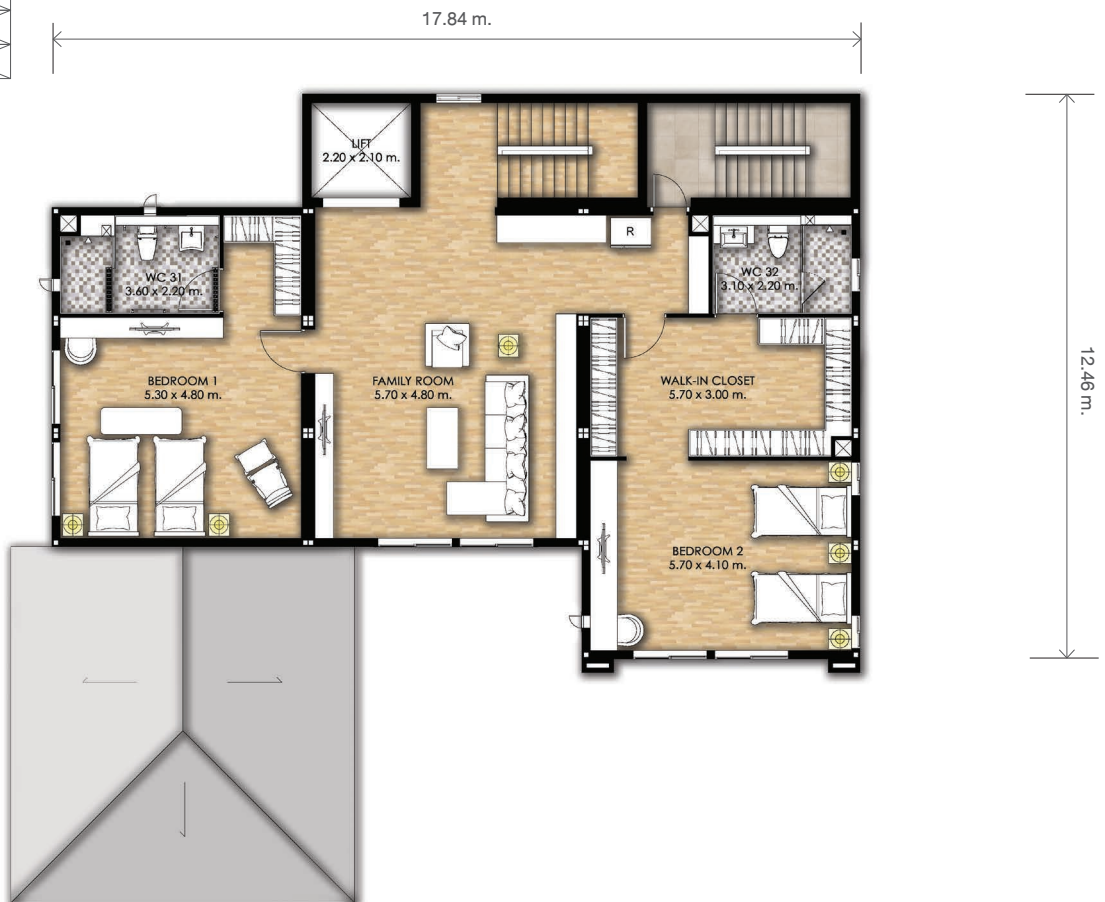 17.84 m.
LIFT
2.20 x 2.10 m.
R
WC 31
3.60 x 2.20 m.
WC 32
3.10 x 2.20 m.
BEDROOM 1
5.30 x 4.80 m.
FAMILY ROOM
5.70 x 4.80 m.
WALK-IN CLOSET
5.70 x 3.00 m.
12.46 m.
BEDROOM 2
5.70 x 4.10 m.